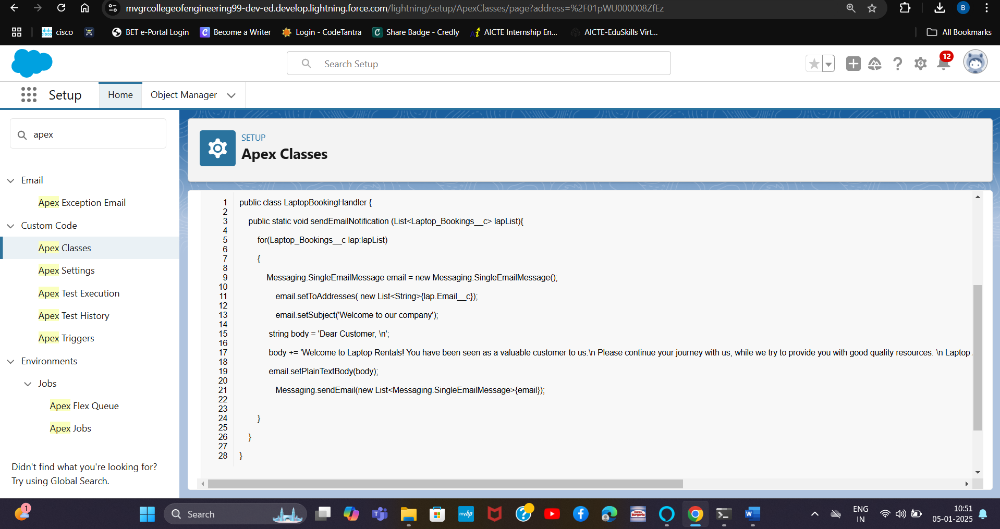 mvgrcollegeofengineering99-dev-ed.develop.lightning.force.com/lightning/setup/ApexClasses/page?address=%2F01pWU000008ZfEz
B
cisco
BET e-Portal Login
Become a Writer
Login - CodeTantra
Share Badge - Credly
AICTE Internship En...
AICTE-EduSkills Virt...
All Bookmarks
Search Setup
12
Setup
Home
Object Manager
apex
Email
Apex Exception Email
Custom Code
Apex Classes
Apex Settings
Apex Test Execution
Apex Test History
Apex Triggers
Environments
Jobs
Apex Flex Queue
Apex Jobs
Didn't find what you're looking for?
Try using Global Search.
SETUP
Apex Classes
1 public class LaptopBookingHandler {
2
3 public static void sendEmailNotification (List<Laptop_Bookings__c> lapList){
4
5 for(Laptop_Bookings__c lap:lapList)
6
7 {
8
9 Messaging.SingleEmailMessage email = new Messaging.SingleEmailMessage();
10
11 email.setToAddresses( new List<String>{lap.Email__c});
12
13 email.setSubject('Welcome to our company');
14
15 string body = 'Dear Customer, \n';
16
17 body += 'Welcome to Laptop Rentals! You have been seen as a valuable customer to us.\n Please continue your journey with us, while we try to provide you with good quality resources. \n Laptop
18
19 email.setPlainTextBody(body);
20
21 Messaging.sendEmail(new List<Messaging.SingleEmailMessage>{email});
22
23
24 }
25
26 }
27
28 }
1
Search
myhp
ENG
IN
10:51
05-01-2025